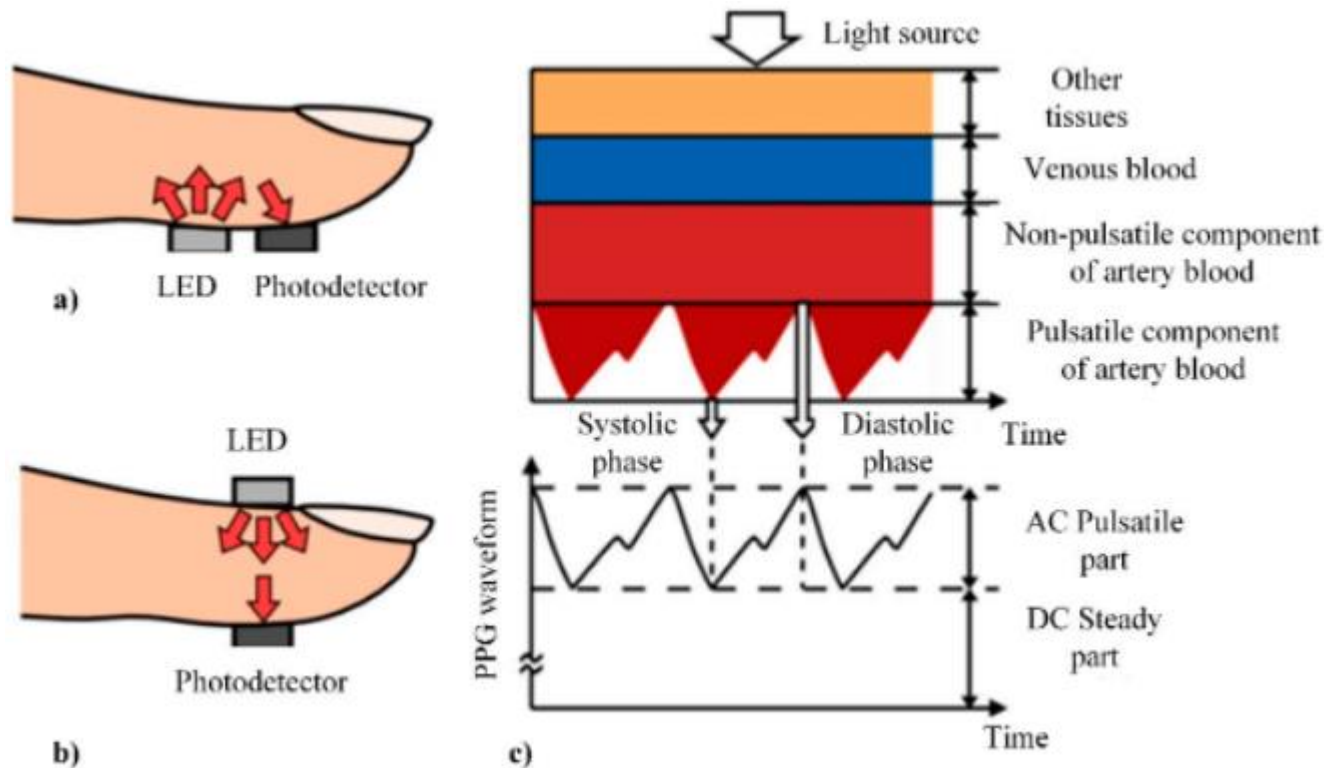 LED
Photodetector
a)
LED
Photodetector
b)
Light source
Other
tissues
Venous blood
Non-pulsatile component
of artery blood
Pulsatile component
of artery blood
Time
Systolic
phase
Diastolic
phase
PPG waveform
AC Pulsatile
part
DC Steady
part
Time
c)